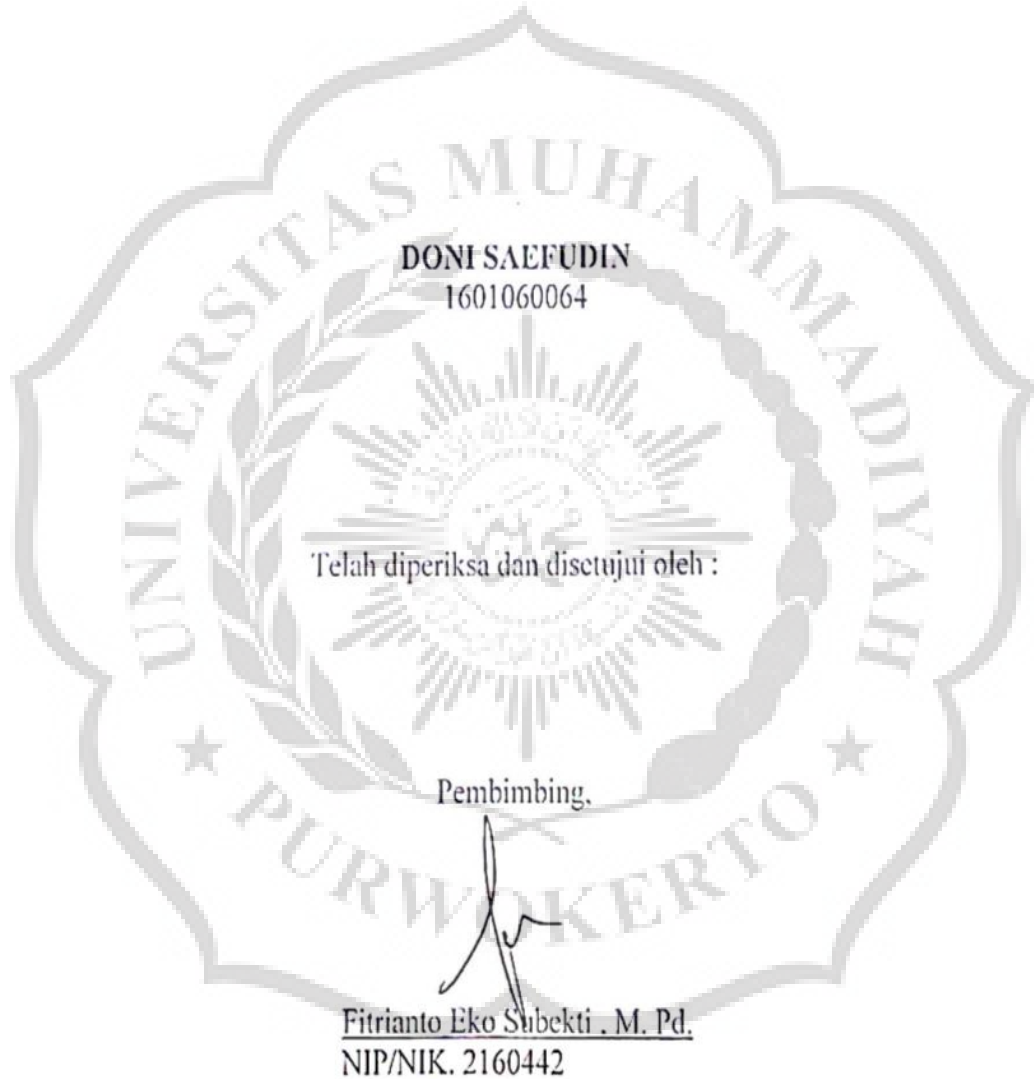 UNIVERSITAS MUHAMMADIYAH
PURWOKERTO
DONI SAEFUDIN
1601060064
Telah diperiksa dan disetujui oleh :
Pembimbing,
Fitrianto Eko Subekti , M. Pd.
NIP/NIK. 2160442